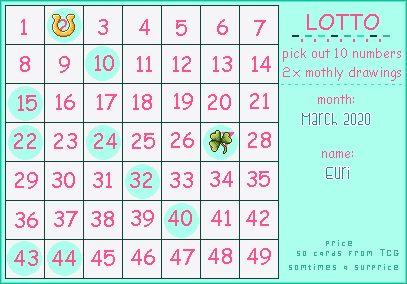 1 3 4 5 6 7
8 9 10 11 12 13 14
15 16 17 18 19 20 21
22 23 24 25 26 28
29 30 31 32 33 34 35
36 37 38 39 40 41 42
43 44 45 46 47 48 49
LOTTO
pick out 10 numbers
2x mothly drawings
month:
March 2020
name:
Euri
price
50 cards from TCG
somtimes a surprice